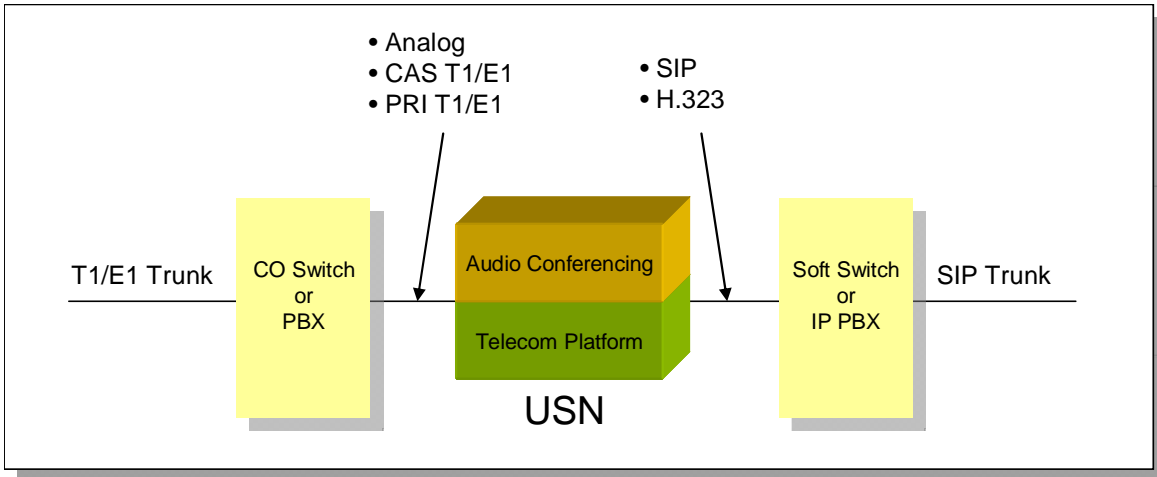 • Analog
• CAS T1/E1
• PRI T1/E1
• SIP
• H.323
T1/E1 Trunk
CO Switch
or
PBX
Audio Conferencing
Telecom Platform
USN
Soft Switch
or
IP PBX
SIP Trunk